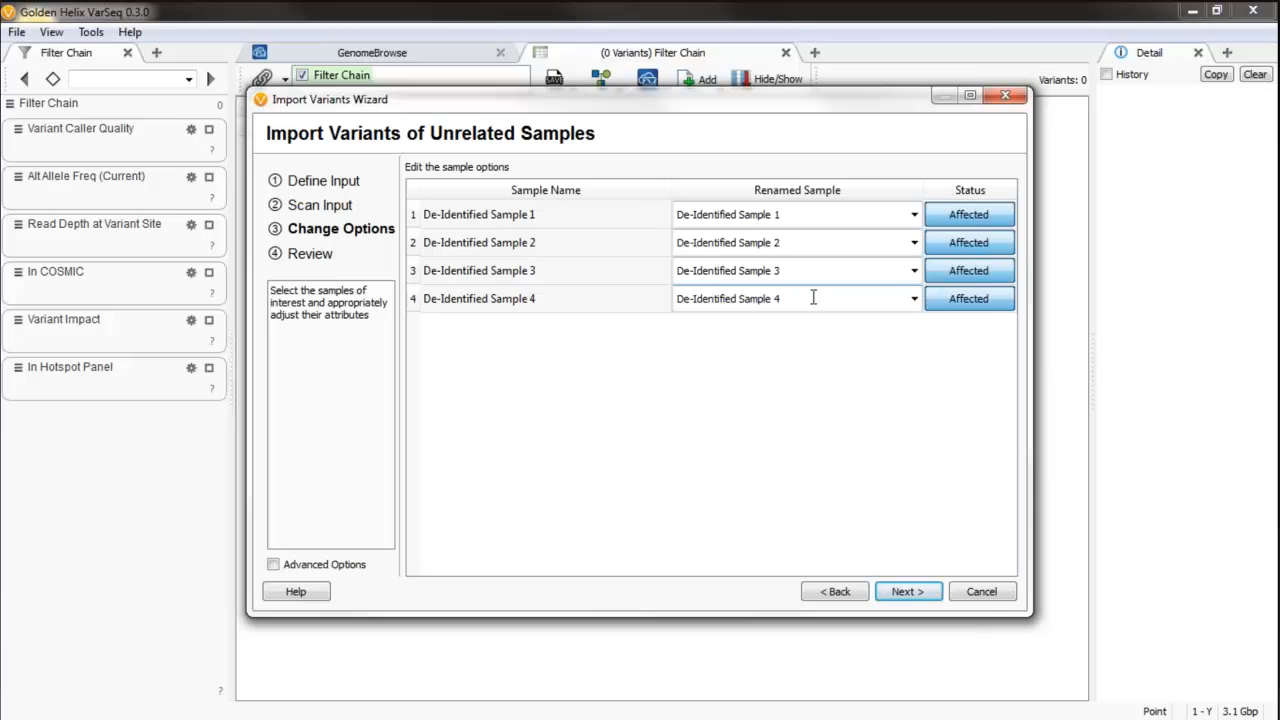 Golden Helix VarSeq 0.3.0
File View Tools Help
Filter Chain
GenomeBrowse
(0 Variants) Filter Chain
Detail
Filter Chain
Add
Hide/Show
Variants: 0
History
Copy
Clear
Filter Chain 0
Variant Caller Quality
?
Alt Allele Freq (Current)
?
Read Depth at Variant Site
?
In COSMIC
?
Variant Impact
?
In Hotspot Panel
?
?
Import Variants Wizard
Import Variants of Unrelated Samples
1 Define Input
2 Scan Input
3 Change Options
4 Review
Select the samples of
interest and appropriately
adjust their attributes
Advanced Options
Edit the sample options
Sample Name Renamed Sample Status
1 De-Identified Sample 1 De-Identified Sample 1 Affected
2 De-Identified Sample 2 De-Identified Sample 2 Affected
3 De-Identified Sample 3 De-Identified Sample 3 Affected
4 De-Identified Sample 4 De-Identified Sample 4 Affected
Help
< Back
Next >
Cancel
Point 1 - Y 3.1 Gbp